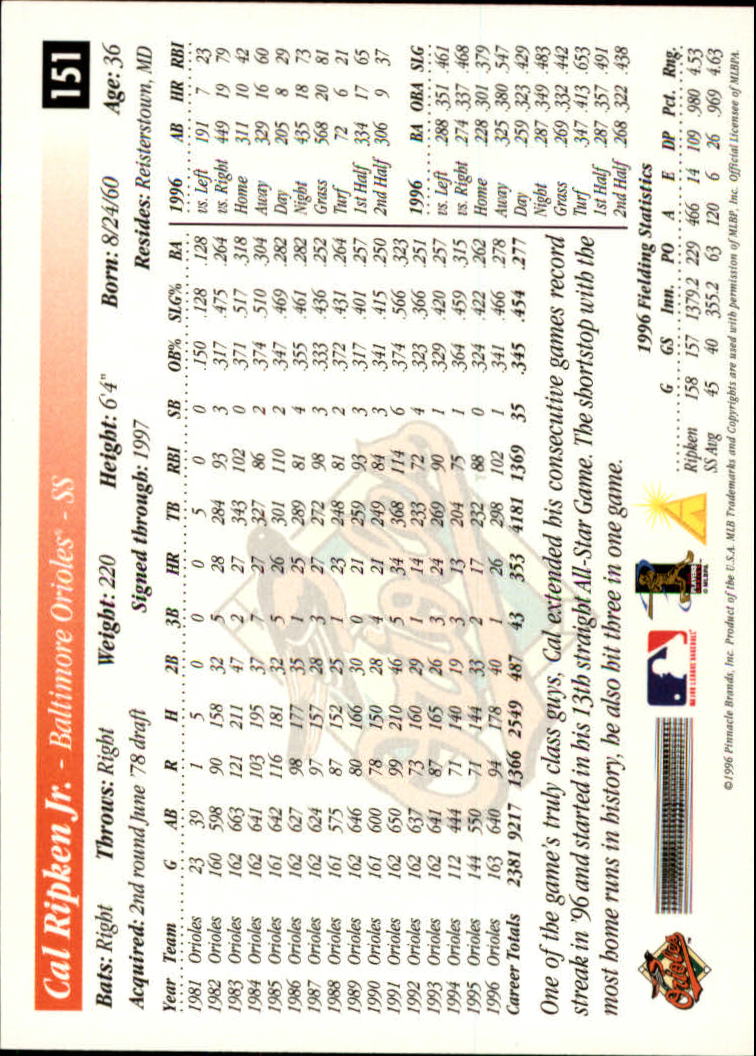 Cal Ripken Jr. - Baltimore Orioles® - SS 151
Bats: Right Throws: Right Weight: 220 Height: 6'4" Born: 8/24/60 Age: 36
Acquired: 2nd round June '78 draft Signed through: 1997 Resides: Reisterstown, MD
Year Team G AB R H 2B 3B HR TB RBI SB OB% SLG% BA
1981 Orioles 23 39 1 5 0 0 0 5 0 0 .150 .128 .128
1982 Orioles 160 598 90 158 32 5 28 284 93 3 .317 .475 .264
1983 Orioles 162 663 121 211 47 2 27 343 102 0 .371 .517 .318
1984 Orioles 162 641 103 195 37 7 27 327 86 2 .374 .510 .304
1985 Orioles 161 642 116 181 32 5 26 301 110 2 .347 .469 .282
1986 Orioles 162 627 98 177 35 1 25 289 81 4 .355 .461 .282
1987 Orioles 162 624 97 157 28 3 27 272 98 3 .333 .436 .252
1988 Orioles 161 575 87 152 25 1 23 248 81 2 .372 .431 .264
1989 Orioles 162 646 80 166 30 0 21 259 93 3 .317 .401 .257
1990 Orioles 161 600 78 150 28 4 21 249 84 3 .341 .415 .250
1991 Orioles 162 650 99 210 46 5 34 368 114 6 .374 .566 .323
1992 Orioles 162 637 73 160 29 1 14 233 72 4 .323 .366 .251
1993 Orioles 162 641 87 165 26 3 24 269 90 1 .329 .420 .257
1994 Orioles 112 444 71 140 19 3 13 204 75 1 .364 .459 .315
1995 Orioles 144 550 71 144 33 2 17 232 88 0 .324 .422 .262
1996 Orioles 163 640 94 178 40 1 26 298 102 1 .341 .466 .278
Career Totals 2381 9217 1366 2549 487 43 353 4181 1369 35 .345 .454 .277
1996 AB HR RBI
vs. Left 191 7 23
vs. Right 449 19 79
Home 311 10 42
Away 329 16 60
Day 205 8 29
Night 435 18 73
Grass 568 20 81
Turf 72 6 21
1st Half 334 17 65
2nd Half 306 9 37
1996 BA OBA SLG
vs. Left .288 .351 .461
vs. Right .274 .337 .468
Home .228 .301 .379
Away .325 .380 .547
Day .259 .323 .429
Night .287 .349 .483
Grass .269 .332 .442
Turf .347 .413 .653
1st Half .287 .357 .491
2nd Half .268 .322 .438
One of the game's truly class guys, Cal extended his consecutive games record
streak in '96 and started in his 13th straight All-Star Game. The shortstop with the
most home runs in history, he also hit three in one game.
1996 Fielding Statistics
G GS Inn. PO A E DP Pct. Rng.
Ripken 158 157 1379.2 229 466 14 109 .980 4.53
SS Avg 45 40 355.2 63 120 6 26 .969 4.63
Orioles
MAJOR LEAGUE BASEBALL
PLAYERS
© MLBPA
©1996 Pinnacle Brands, Inc. Product of the U.S.A. MLB Trademarks and Copyrights are used with permission of MLBP, Inc. Official Licensee of MLBPA.